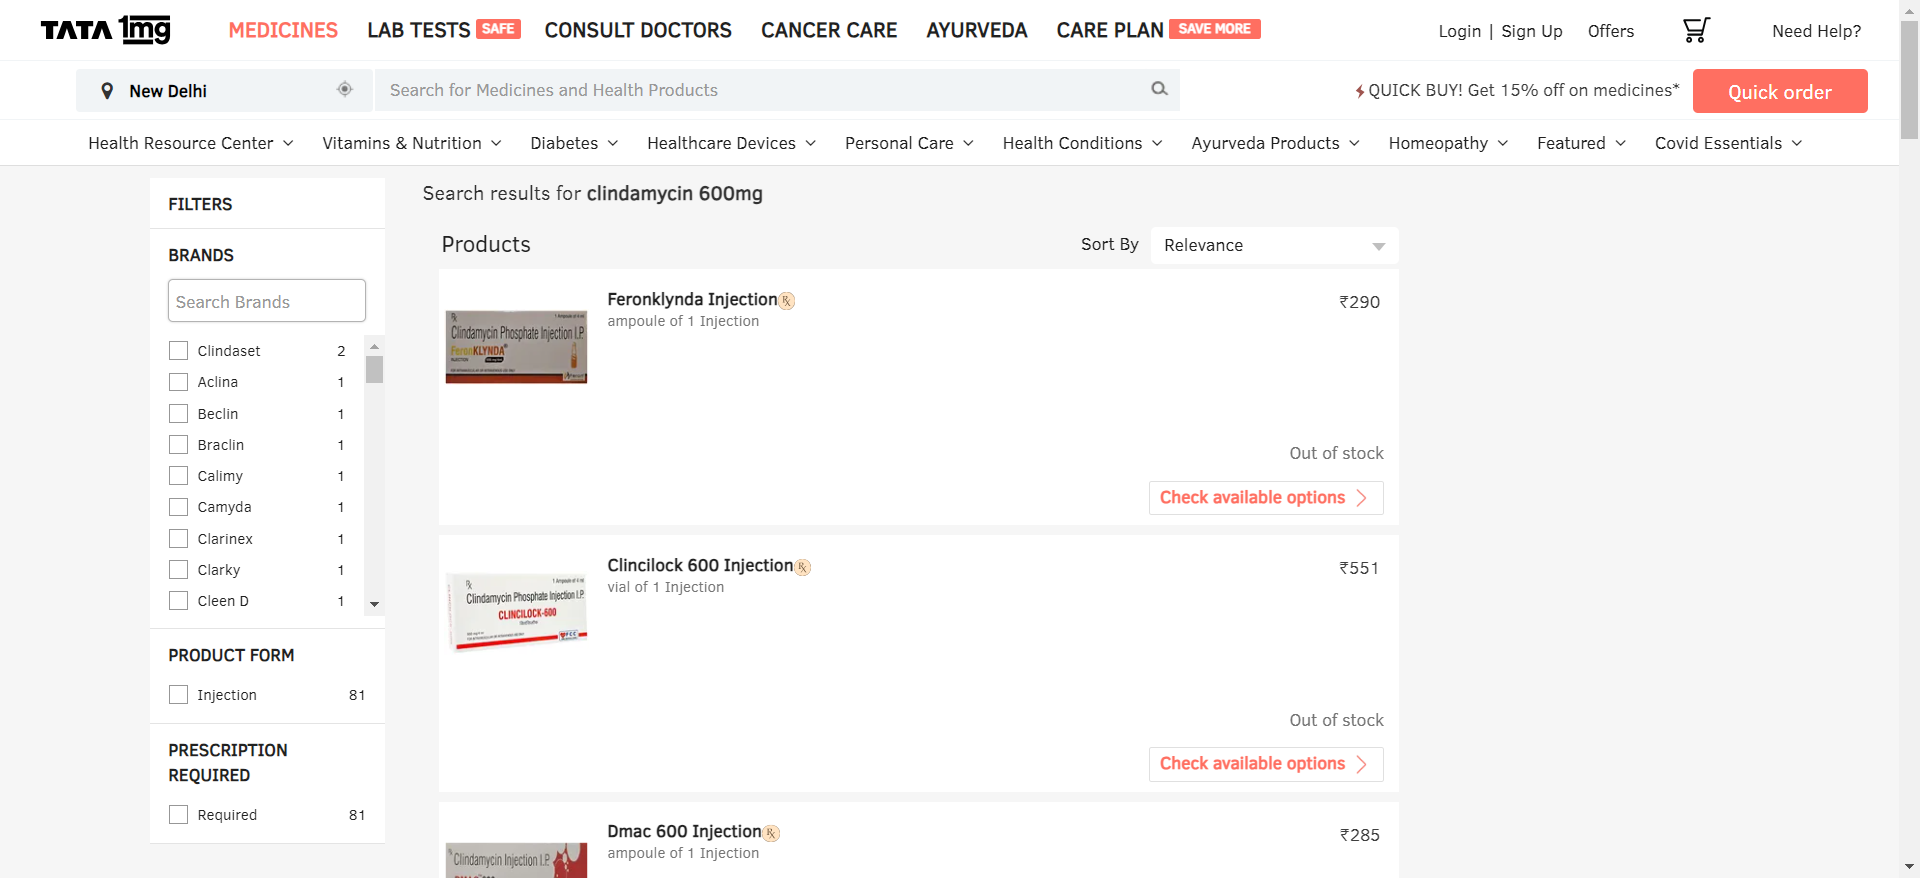 TATA 1mg
MEDICINES LAB TESTS SAFE CONSULT DOCTORS CANCER CARE AYURVEDA CARE PLAN SAVE MORE Login | Sign Up Offers Need Help?
New Delhi Search for Medicines and Health Products QUICK BUY! Get 15% off on medicines* Quick order
Health Resource Center Vitamins & Nutrition Diabetes Healthcare Devices Personal Care Health Conditions Ayurveda Products Homeopathy Featured Covid Essentials
FILTERS
BRANDS
Search Brands
Clindaset 2
Aclina 1
Beclin 1
Braclin 1
Calimy 1
Camyda 1
Clarinex 1
Clarky 1
Cleen D 1
PRODUCT FORM
Injection 81
PRESCRIPTION
REQUIRED
Required 81
Search results for clindamycin 600mg
Products Sort By Relevance
Feronklynda Injection Rx ₹290
ampoule of 1 Injection
Clindamycin Phosphate Injection I.P.
FeronKLYNDA
Out of stock
Check available options
Clincilock 600 Injection Rx ₹551
vial of 1 Injection
Clindamycin Phosphate Injection I.P.
CLINCILOCK-600
Out of stock
Check available options
Dmac 600 Injection Rx ₹285
ampoule of 1 Injection
Clindamycin Injection I.P.